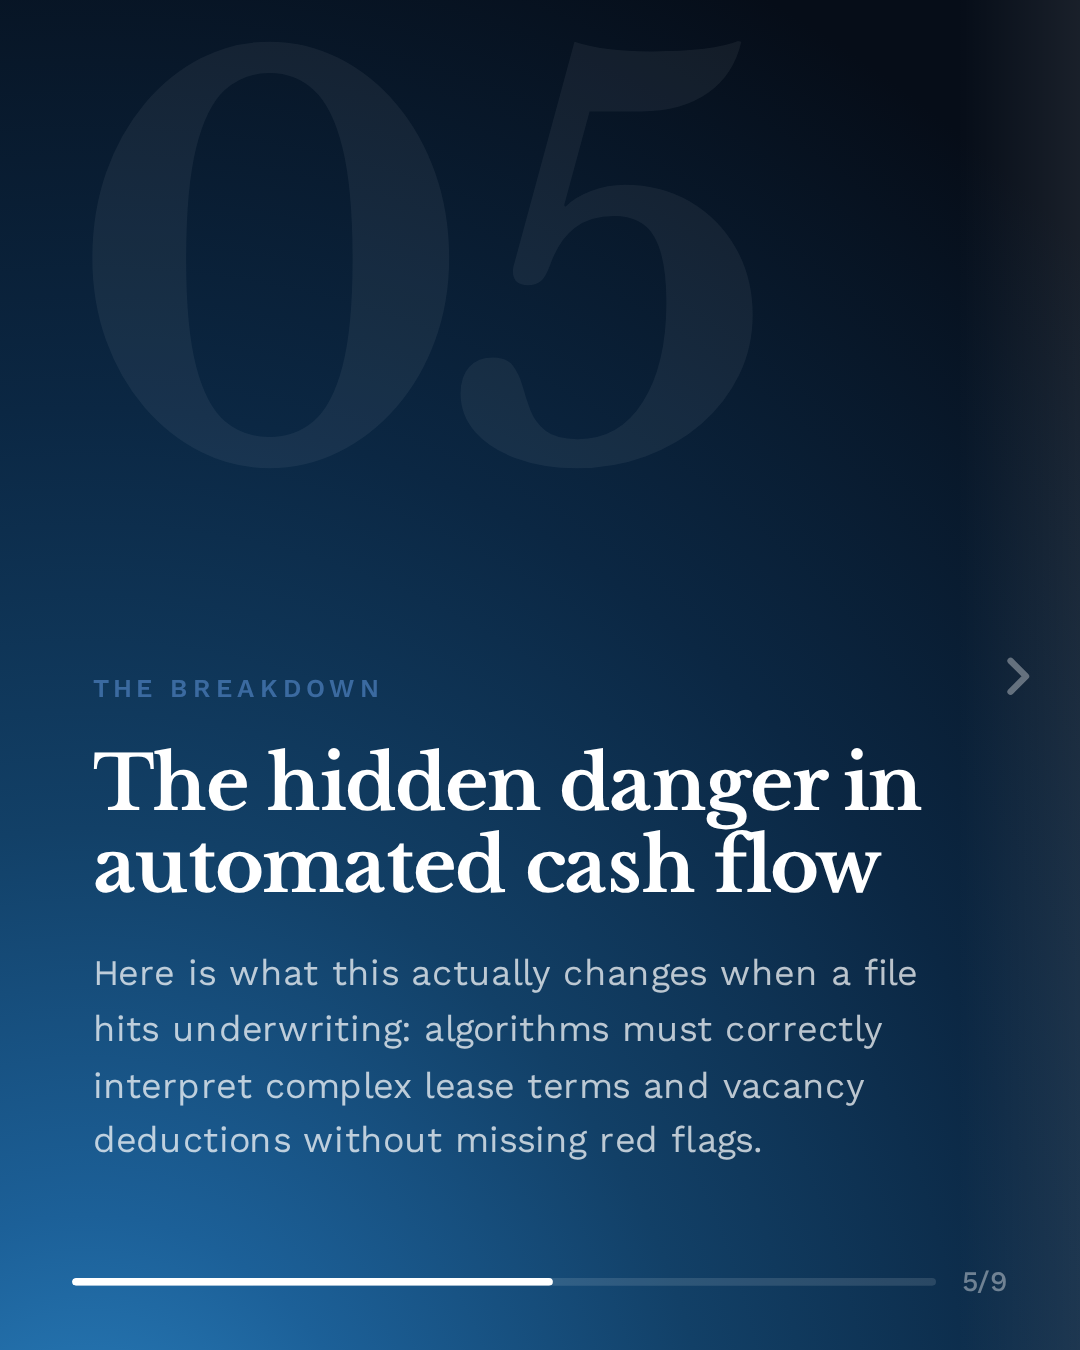 05
THE BREAKDOWN
The hidden danger in
automated cash flow
Here is what this actually changes when a file
hits underwriting: algorithms must correctly
interpret complex lease terms and vacancy
deductions without missing red flags.
5/9